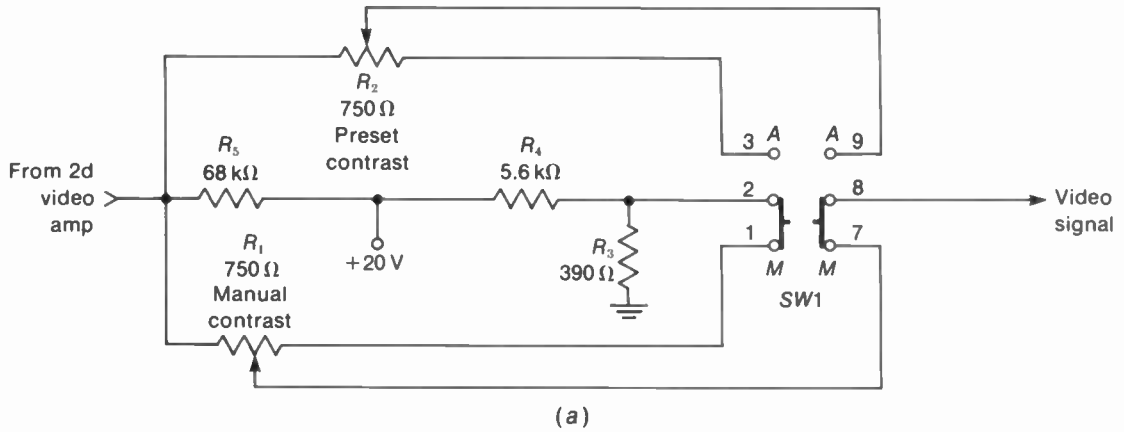 R₂
750 Ω
Preset
contrast
3 A A 9
R₅
68 kΩ
R₄
5.6 kΩ
From 2d
video
amp
2
8
Video
signal
1
7
R₁
750 Ω
Manual
contrast
+20 V
R₃
390 Ω
M M
SW1
(a)